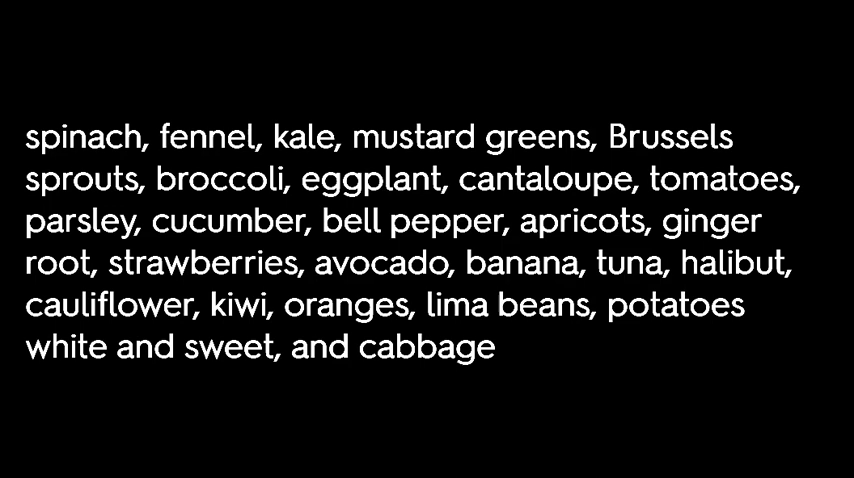 spinach, fennel, kale, mustard greens, Brussels
sprouts, broccoli, eggplant, cantaloupe, tomatoes,
parsley, cucumber, bell pepper, apricots, ginger
root, strawberries, avocado, banana, tuna, halibut,
cauliflower, kiwi, oranges, lima beans, potatoes
white and sweet, and cabbage